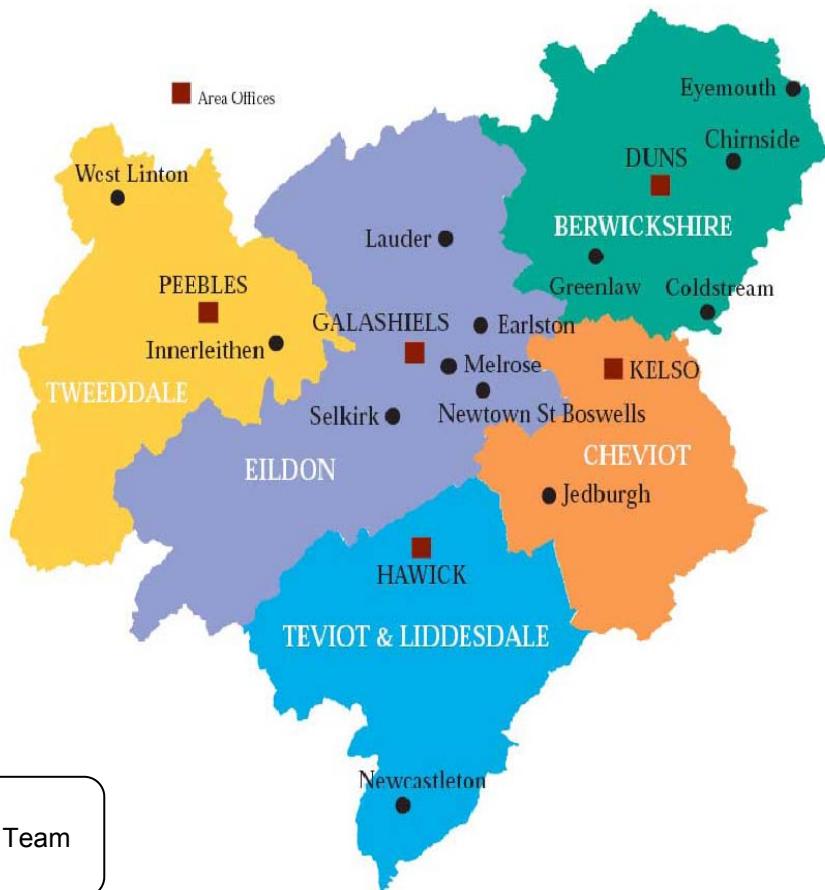 Area Offices
Eyemouth
Chirnside
DUNS
West Linton
BERWICKSHIRE
Lauder
Greenlaw
Coldstream
PEEBLES
GALASHIELS
Earlston
Innerleithen
Melrose
KELSO
TWEEDDALE
Newtown St Boswells
Selkirk
CHEVIOT
EILDON
Jedburgh
HAWICK
TEVIOT & LIDDESDALE
Newcastleton
Team